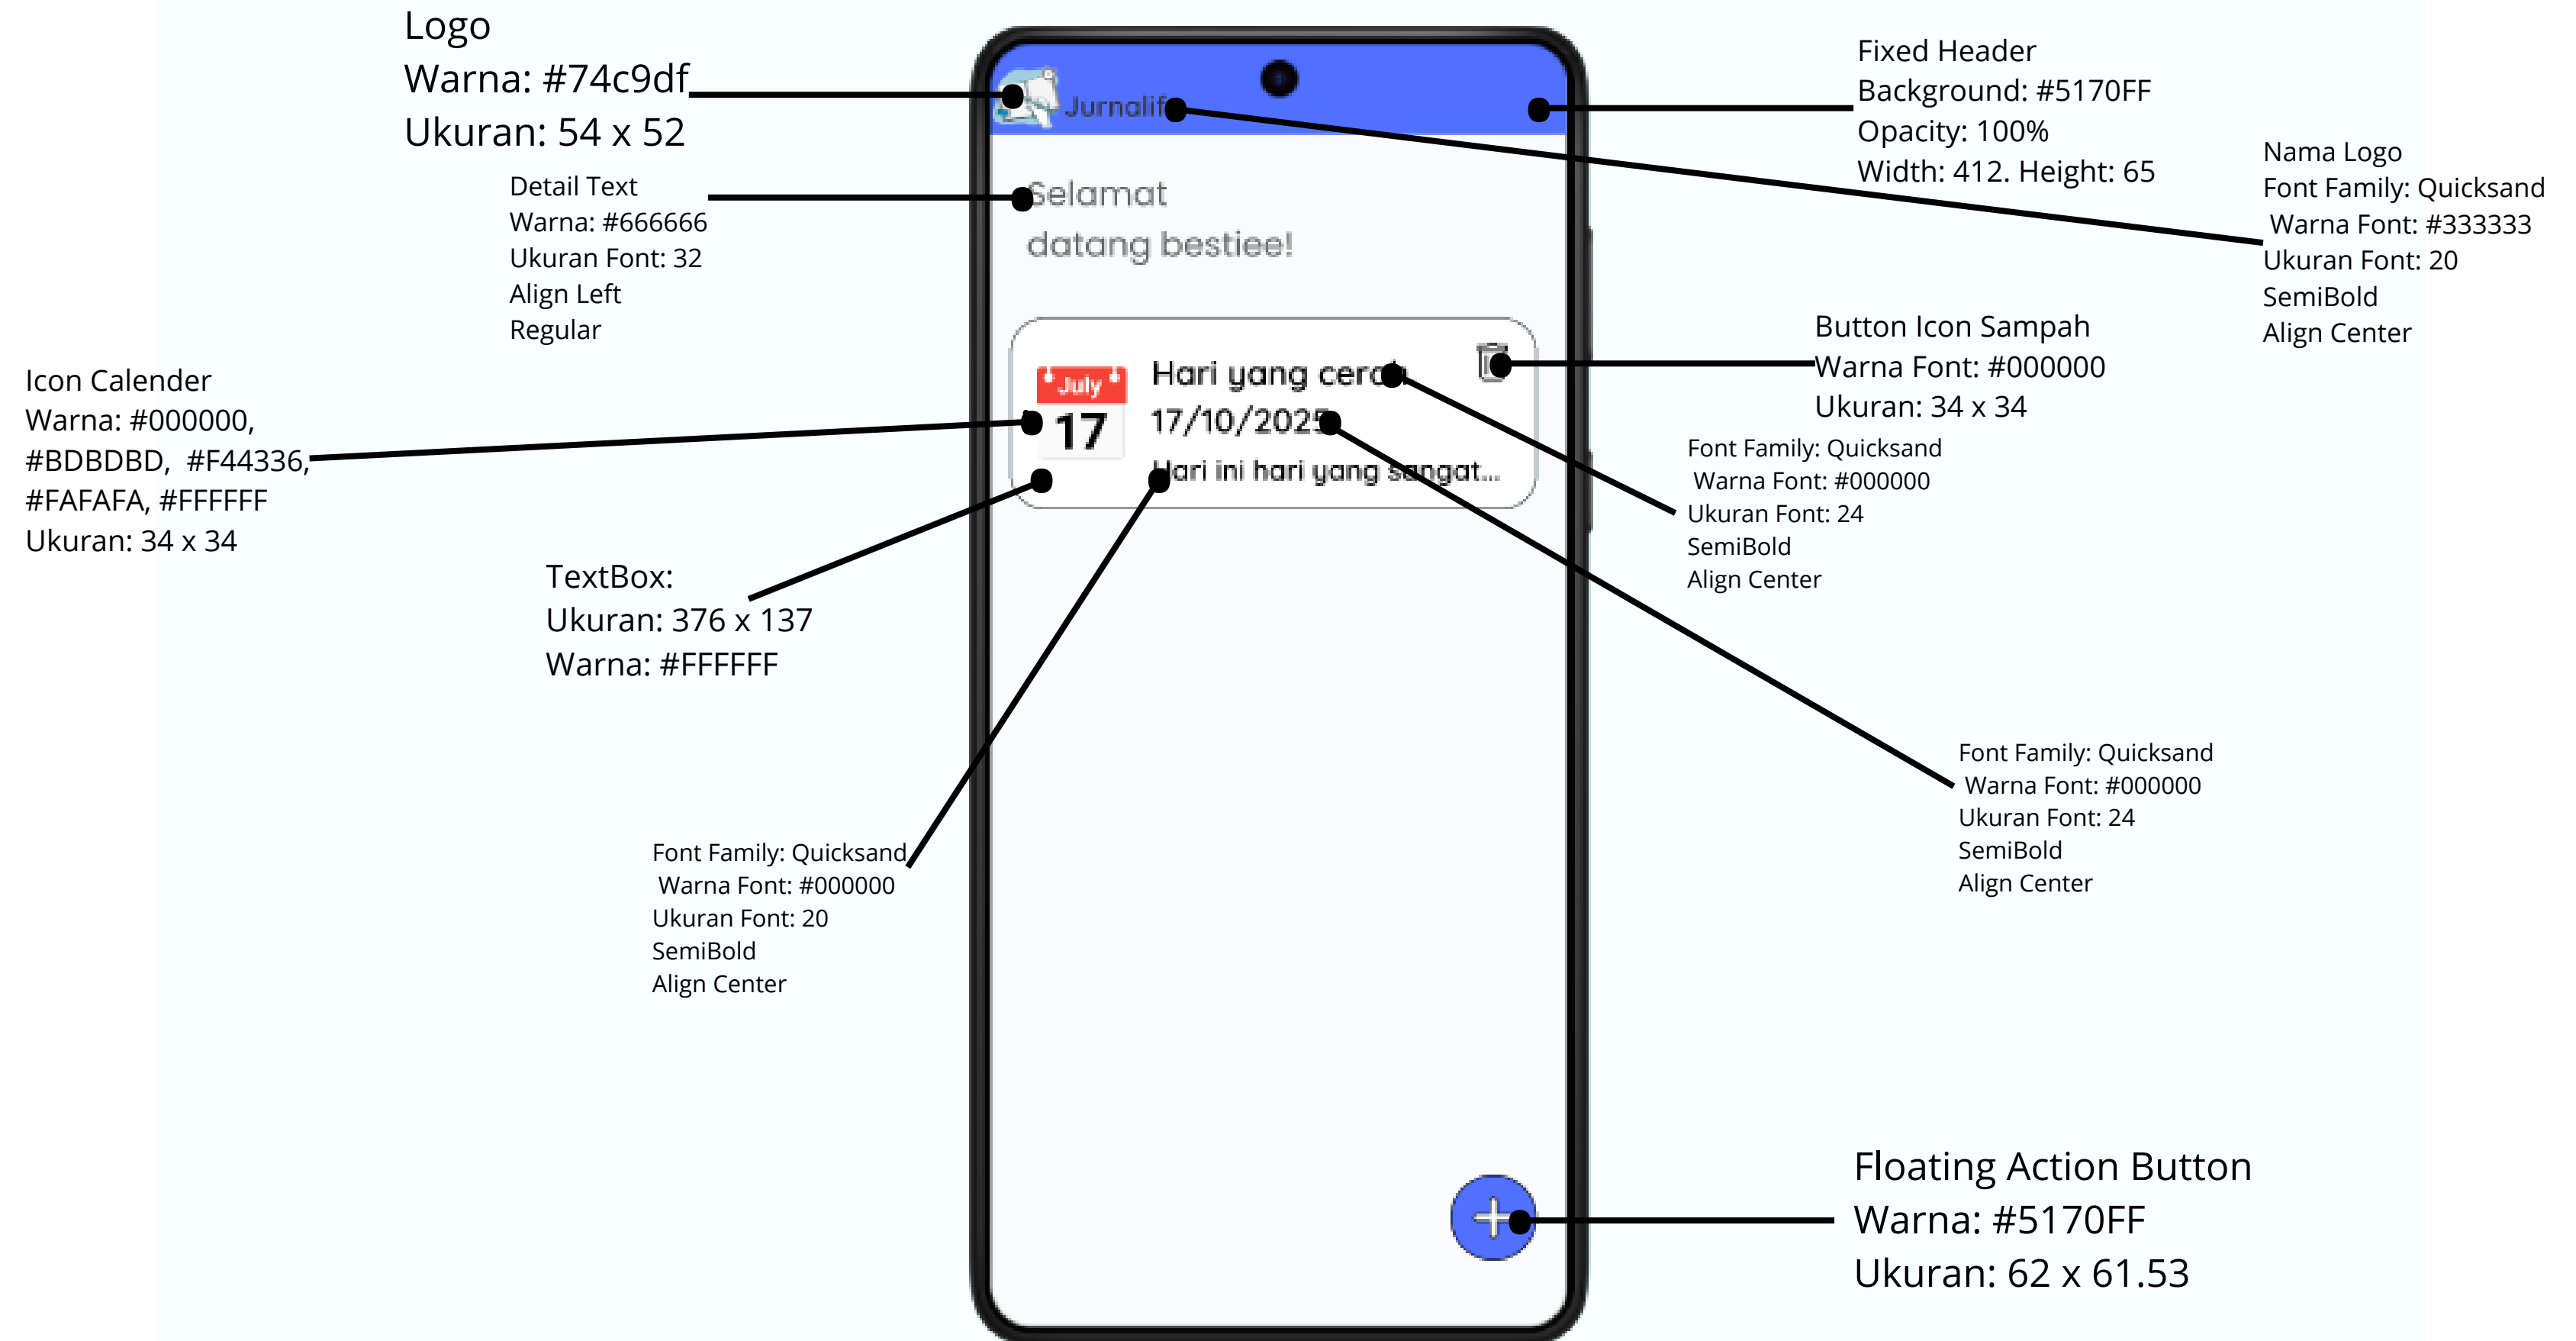 Logo
Warna: #74c9df
Ukuran: 54 x 52
Fixed Header
Background: #5170FF
Opacity: 100%
Width: 412. Height: 65
Nama Logo
Font Family: Quicksand
Warna Font: #333333
Ukuran Font: 20
SemiBold
Align Center
Detail Text
Warna: #666666
Ukuran Font: 32
Align Left
Regular
Jurnalif
Selamat
datang bestiee!
Button Icon Sampah
Warna Font: #000000
Ukuran: 34 x 34
Icon Calender
Warna: #000000,
#BDBDBD, #F44336,
#FAFAFA, #FFFFFF
Ukuran: 34 x 34
July
17
Hari yang cerah
17/10/2025
Hari ini hari yang sangat...
Font Family: Quicksand
Warna Font: #000000
Ukuran Font: 24
SemiBold
Align Center
TextBox:
Ukuran: 376 x 137
Warna: #FFFFFF
Font Family: Quicksand
Warna Font: #000000
Ukuran Font: 24
SemiBold
Align Center
Font Family: Quicksand
Warna Font: #000000
Ukuran Font: 20
SemiBold
Align Center
Floating Action Button
Warna: #5170FF
Ukuran: 62 x 61.53